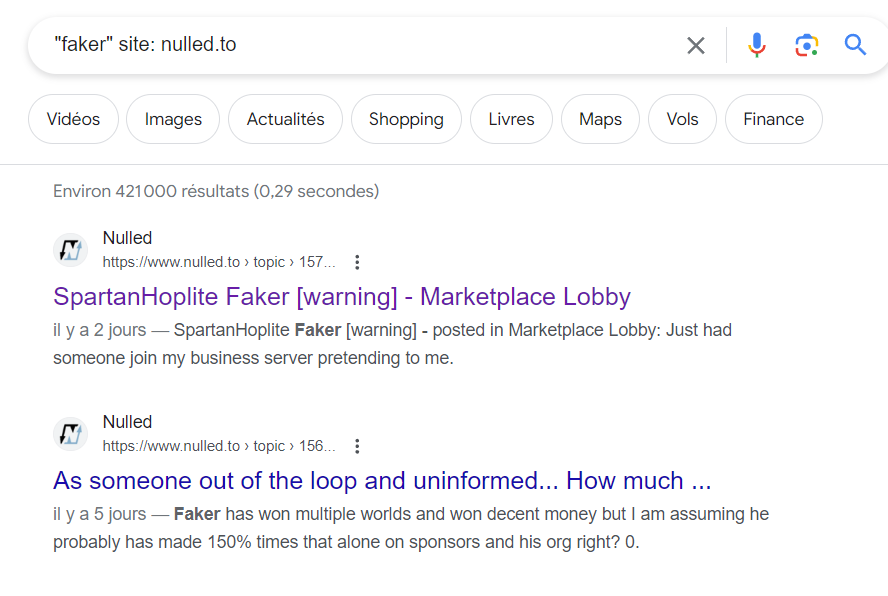 "faker" site: nulled.to
Vidéos Images Actualités Shopping Livres Maps Vols Finance
Environ 421 000 résultats (0,29 secondes)
Nulled
https://www.nulled.to › topic › 157...
SpartanHoplite Faker [warning] - Marketplace Lobby
il y a 2 jours — SpartanHoplite Faker [warning] - posted in Marketplace Lobby: Just had
someone join my business server pretending to me.
Nulled
https://www.nulled.to › topic › 156...
As someone out of the loop and uninformed... How much ...
il y a 5 jours — Faker has won multiple worlds and won decent money but I am assuming he
probably has made 150% times that alone on sponsors and his org right? 0.